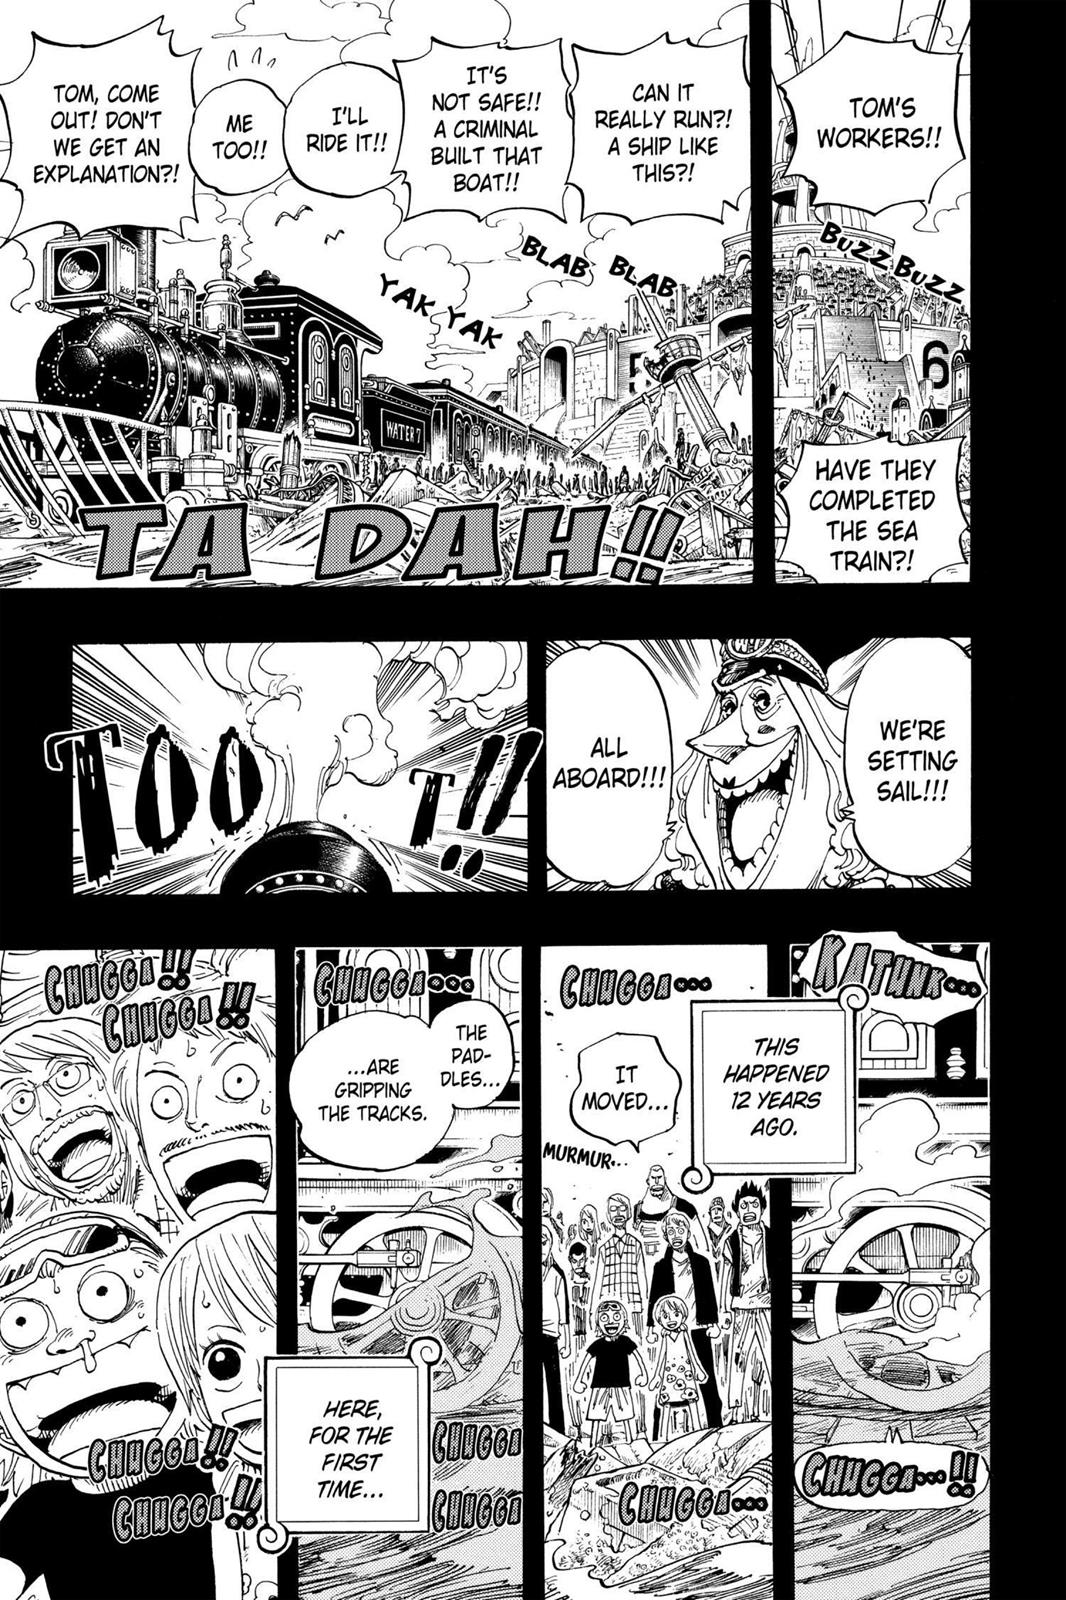 TOM'S
WORKERS!!
BUZZ BUZZ
6
HAVE THEY
COMPLETED
THE SEA
TRAIN?!
CAN IT
REALLY RUN?!
A SHIP LIKE
THIS?!
IT'S
NOT SAFE!!
A CRIMINAL
BUILT THAT
BOAT!!
I'LL
RIDE IT!!
ME
TOO!!
TOM, COME
OUT! DON'T
WE GET AN
EXPLANATION?!
BLAB BLAB
YAK YAK
WATER 7
TA DAH!!
WE'RE
SETTING
SAIL!!!
ALL
ABOARD!!!
TOOT!!
KATUNK...
THIS
HAPPENED
12 YEARS
AGO.
CHUGGA...!!
CHUGGA...
IT
MOVED...
MURMUR...
CHUGGA...
CHUGGA...
THE
PAD-
DLES...
...ARE
GRIPPING
THE TRACKS.
HERE,
FOR THE
FIRST
TIME...
CHUGGA
CHUGGA
CHUGGA!!
CHUGGA!!
CHUGGA!!
CHUGGA!!